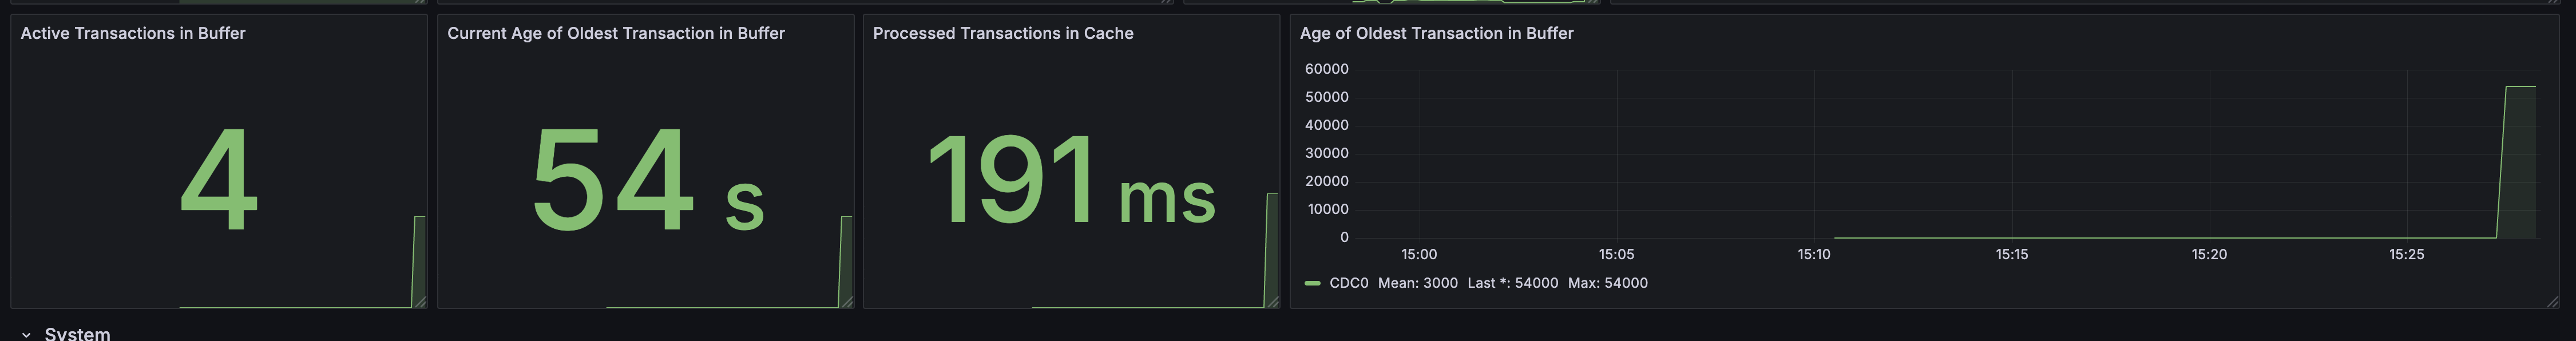 Active Transactions in Buffer
4
Current Age of Oldest Transaction in Buffer
54 s
Processed Transactions in Cache
191 ms
Age of Oldest Transaction in Buffer
60000
50000
40000
30000
20000
10000
0
15:00 15:05 15:10 15:15 15:20 15:25
CDC0 Mean: 3000 Last *: 54000 Max: 54000
System